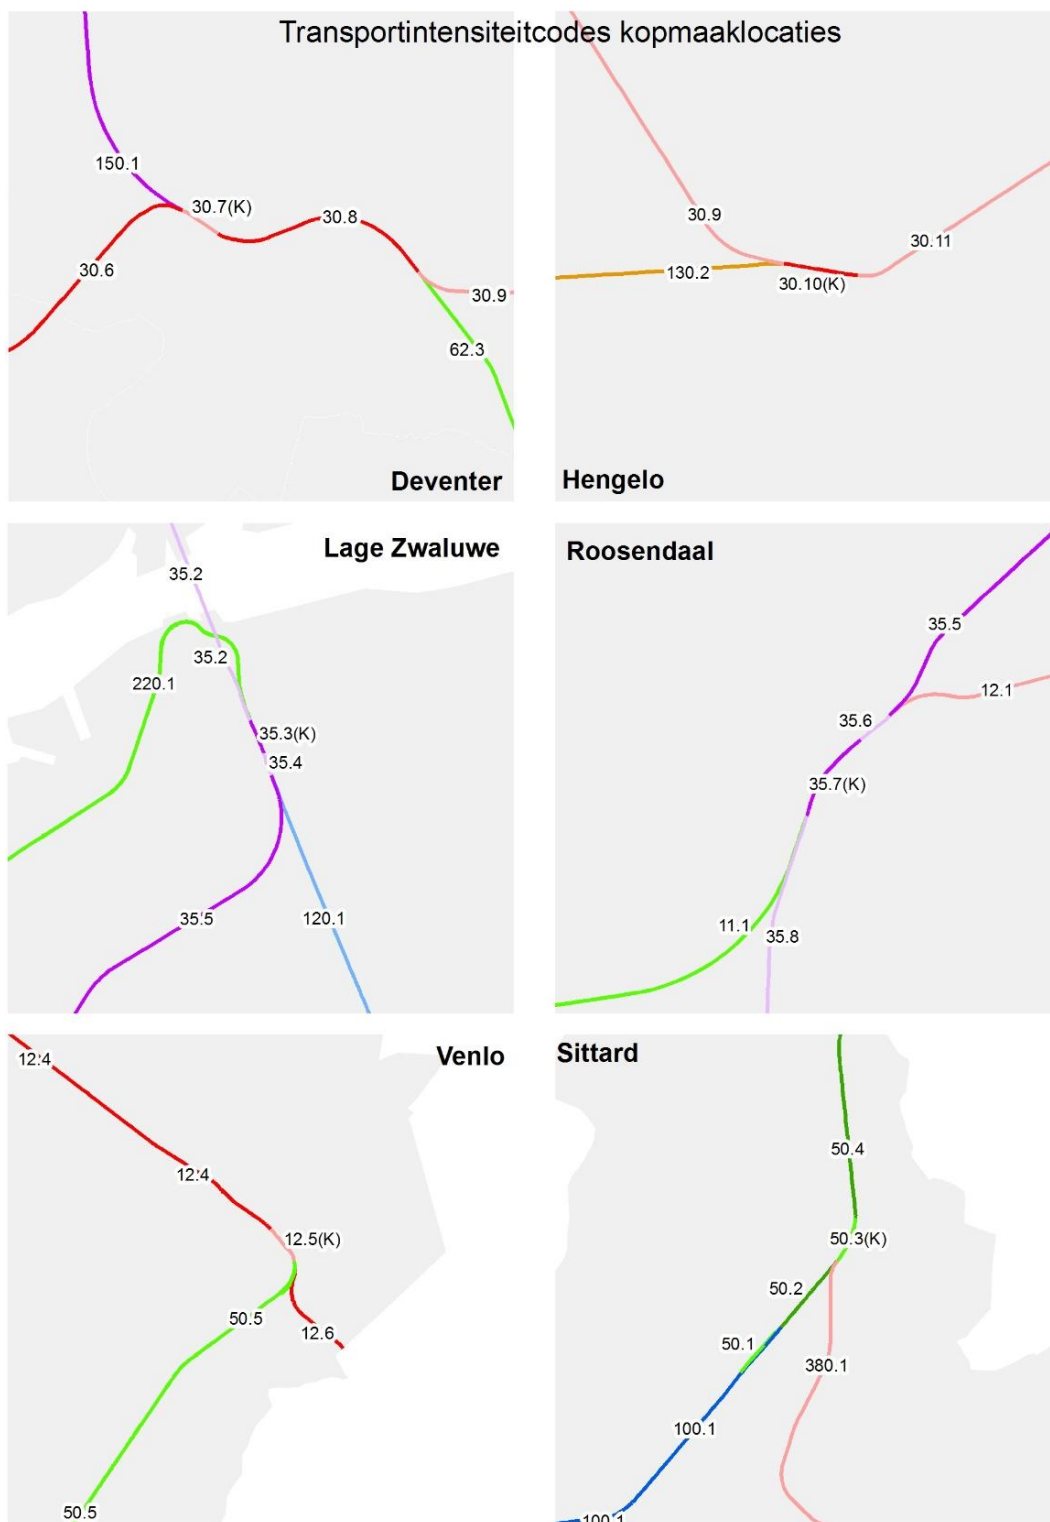 Transportintensiteitcodes kopmaaklocaties
150.1
30.7(K)
30.8
30.6
30.9
62.3
Deventer
30.9
30.11
130.2
30.10(K)
Hengelo
Lage Zwaluwe
35.2
35.2
220.1
35.3(K)
35.4
35.5
120.1
Roosendaal
35.5
12.1
35.6
35.7(K)
11.1
35.8
Venlo
12.4
12.4
12.5(K)
50.5
12.6
50.5
Sittard
50.4
50.3(K)
50.2
50.1
380.1
100.1
100.1